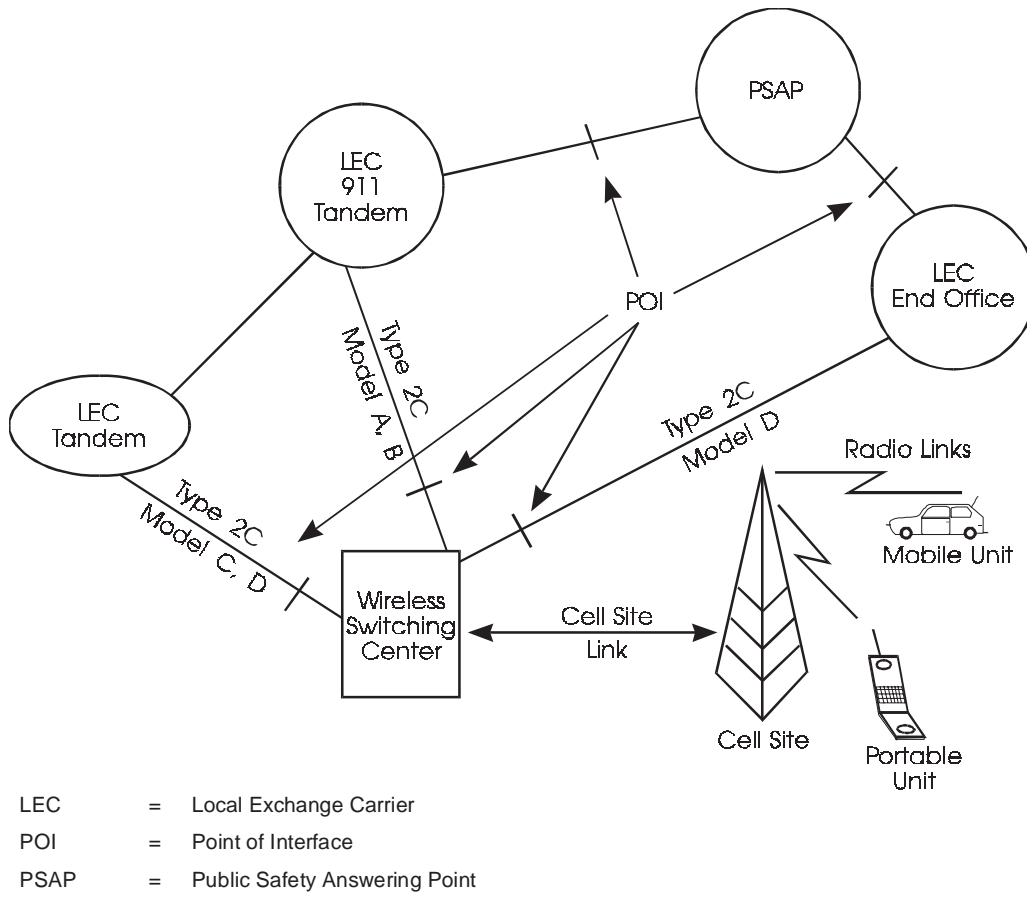 PSAP
LEC
911
Tandem
LEC
End Office
POI
Type 2C
Model A, B
LEC
Tandem
Type 2C
Model D
Radio Links
Type 2C
Model C, D
Mobile Unit
Wireless
Switching
Center
Cell Site
Link
Cell Site
Portable
Unit
LEC = Local Exchange Carrier
POI = Point of Interface
PSAP = Public Safety Answering Point